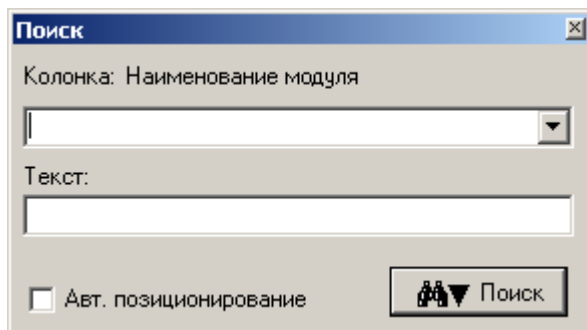 Поиск
Колонка: Наименование модуля
Текст:
Авт. позиционирование
Поиск